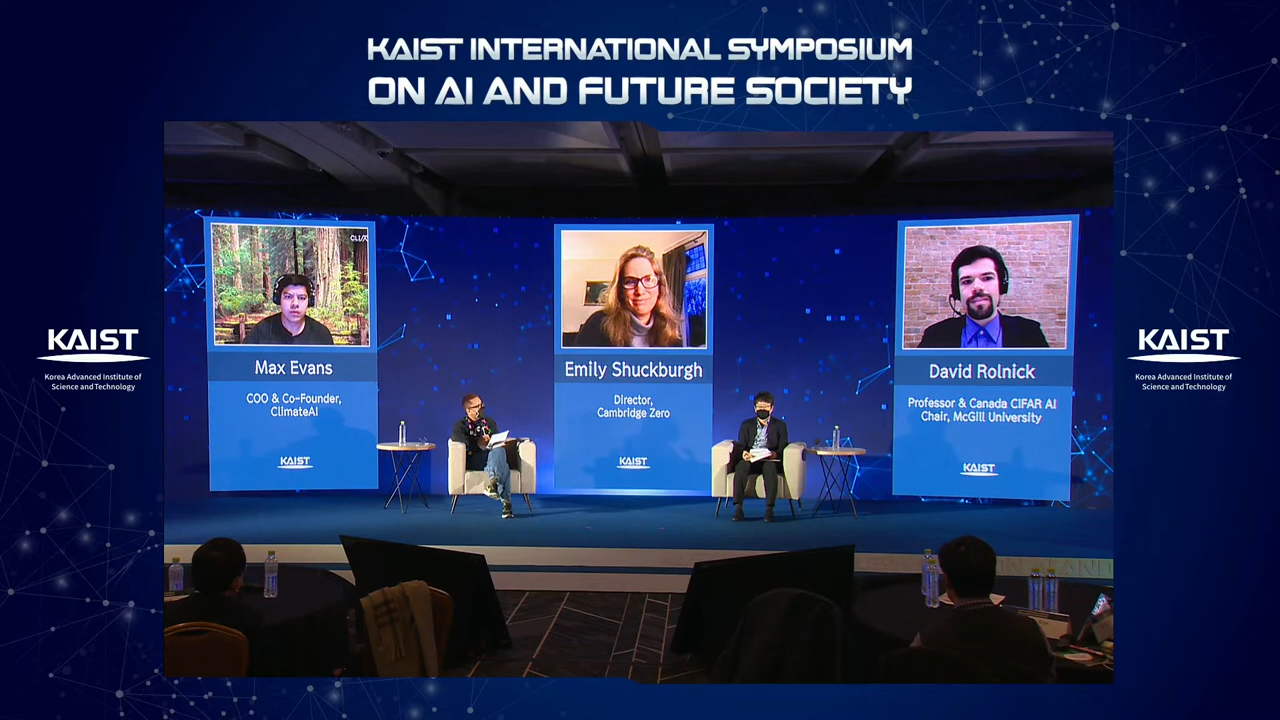 KAIST INTERNATIONAL SYMPOSIUM
ON AI AND FUTURE SOCIETY
KAIST
Korea Advanced Institute of
Science and Technology
Max Evans
COO & Co-Founder,
ClimateAI
KAIST
Emily Shuckburgh
Director,
Cambridge Zero
KAIST
David Rolnick
Professor & Canada CIFAR AI
Chair, McGill University
KAIST
KAIST
Korea Advanced Institute of
Science and Technology